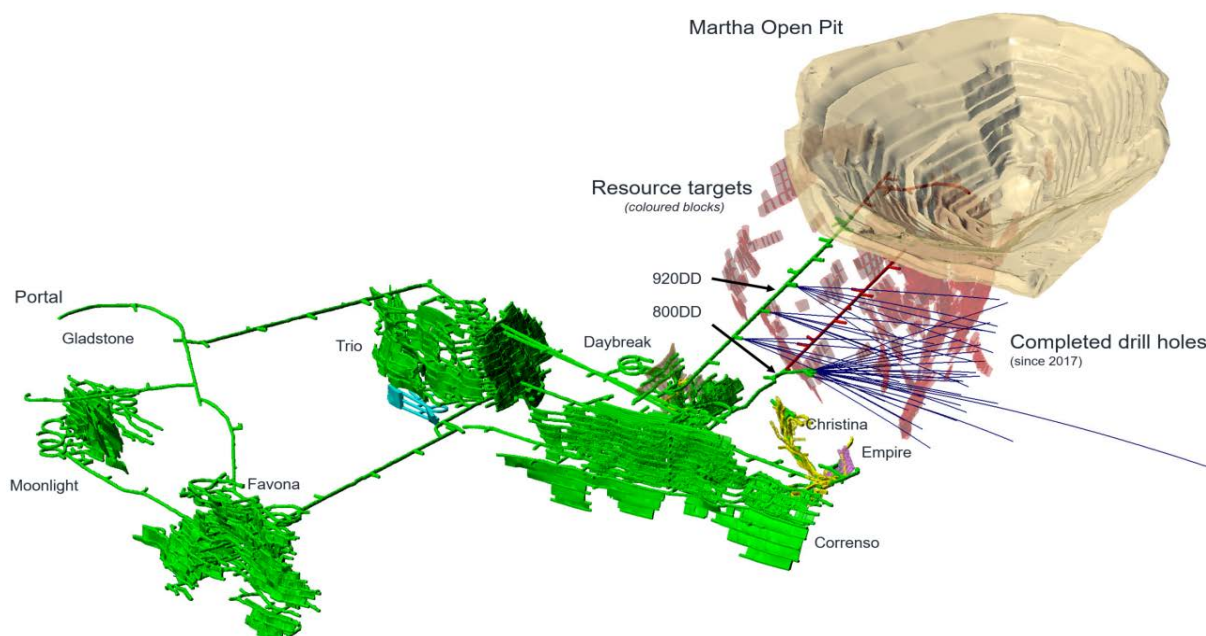 Martha Open Pit
Resource targets
(coloured blocks)
920DD
Portal
800DD
Gladstone
Trio
Daybreak
Completed drill holes
(since 2017)
Christina
Empire
Moonlight
Favona
Correnso